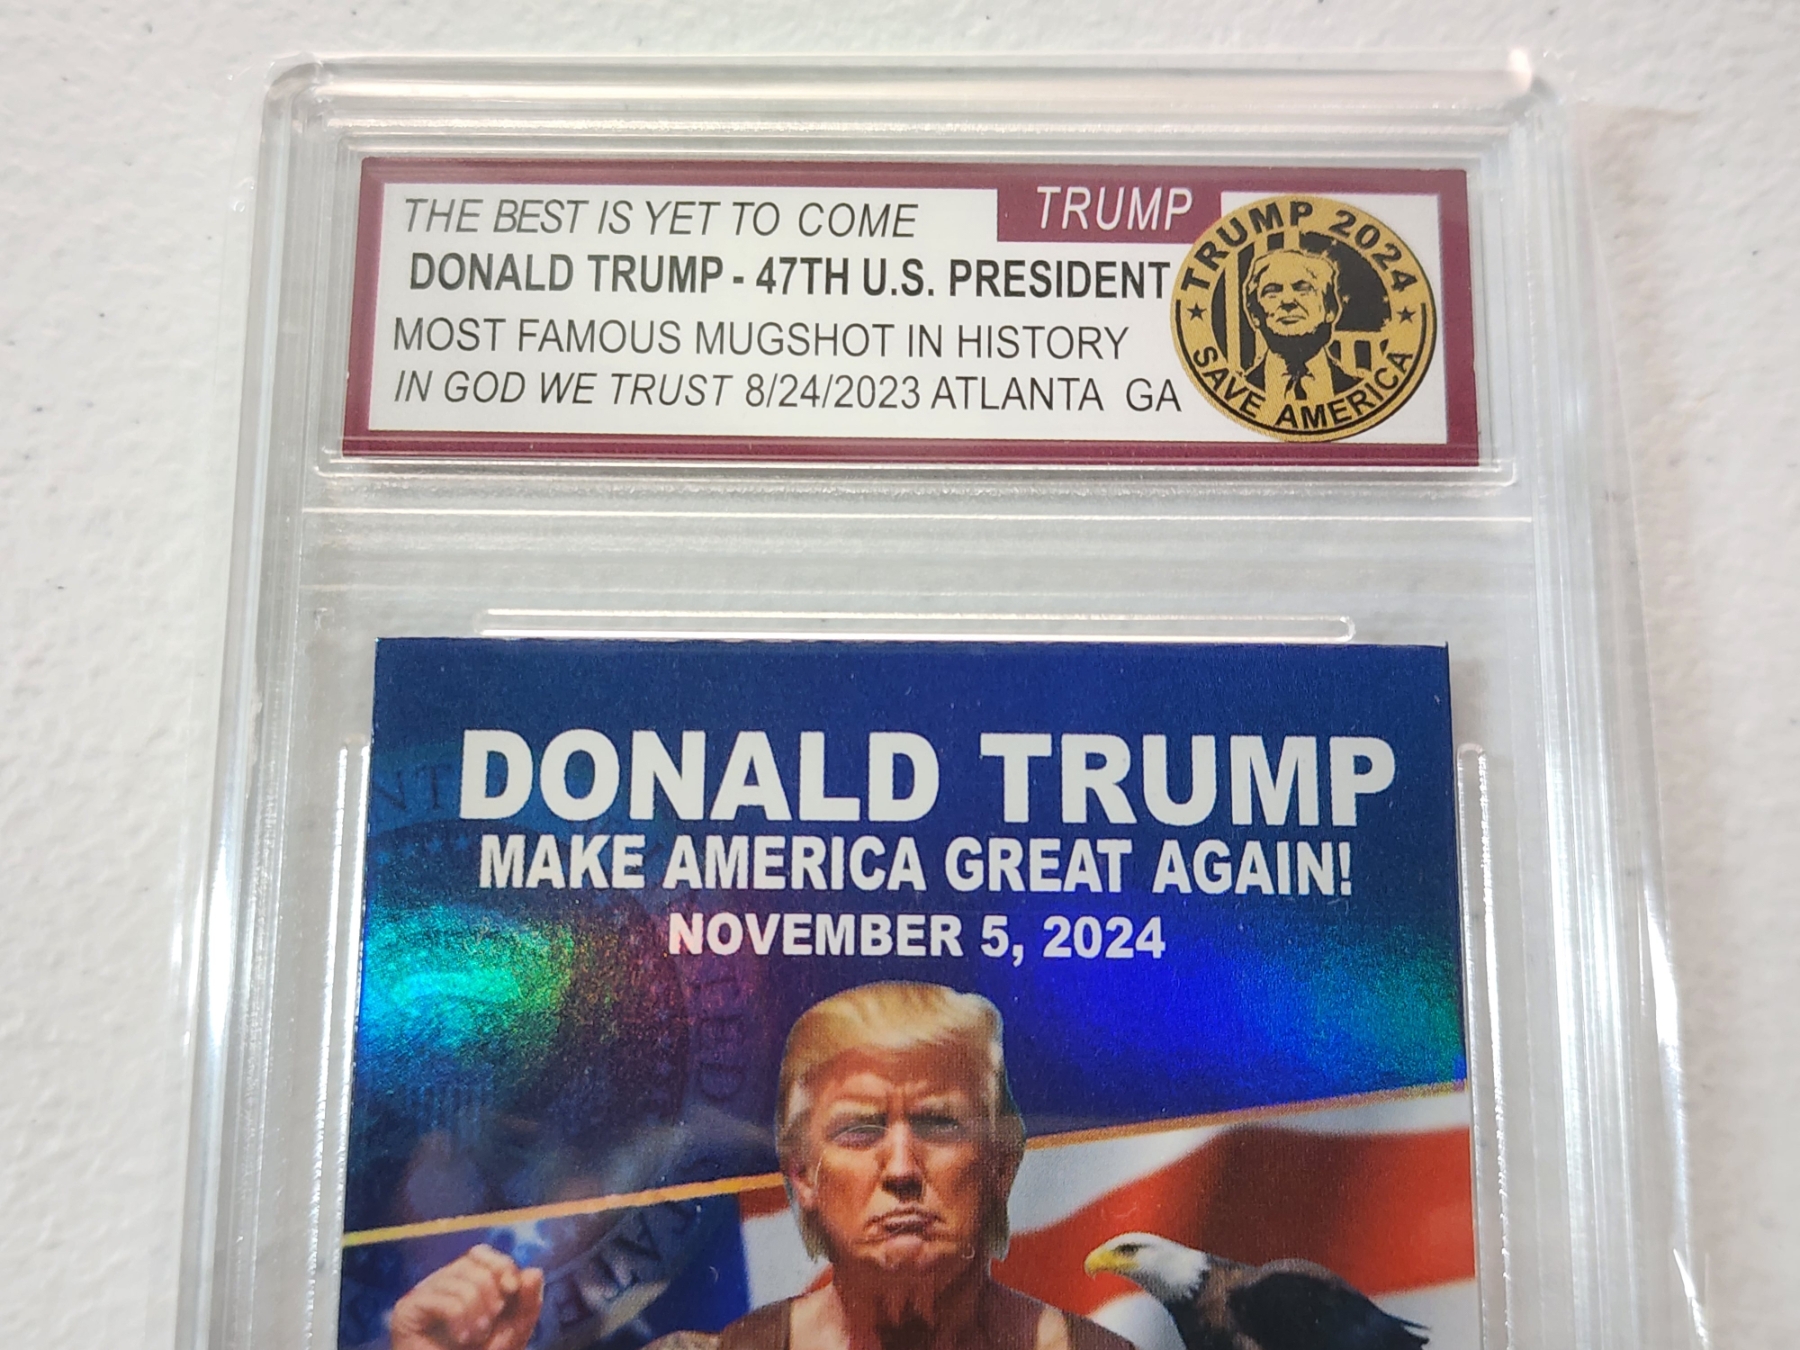 THE BEST IS YET TO COME
TRUMP
DONALD TRUMP - 47TH U.S. PRESIDENT
MOST FAMOUS MUGSHOT IN HISTORY
IN GOD WE TRUST 8/24/2023 ATLANTA GA
TRUMP 2024
SAVE AMERICA
DONALD TRUMP
MAKE AMERICA GREAT AGAIN!
NOVEMBER 5, 2024